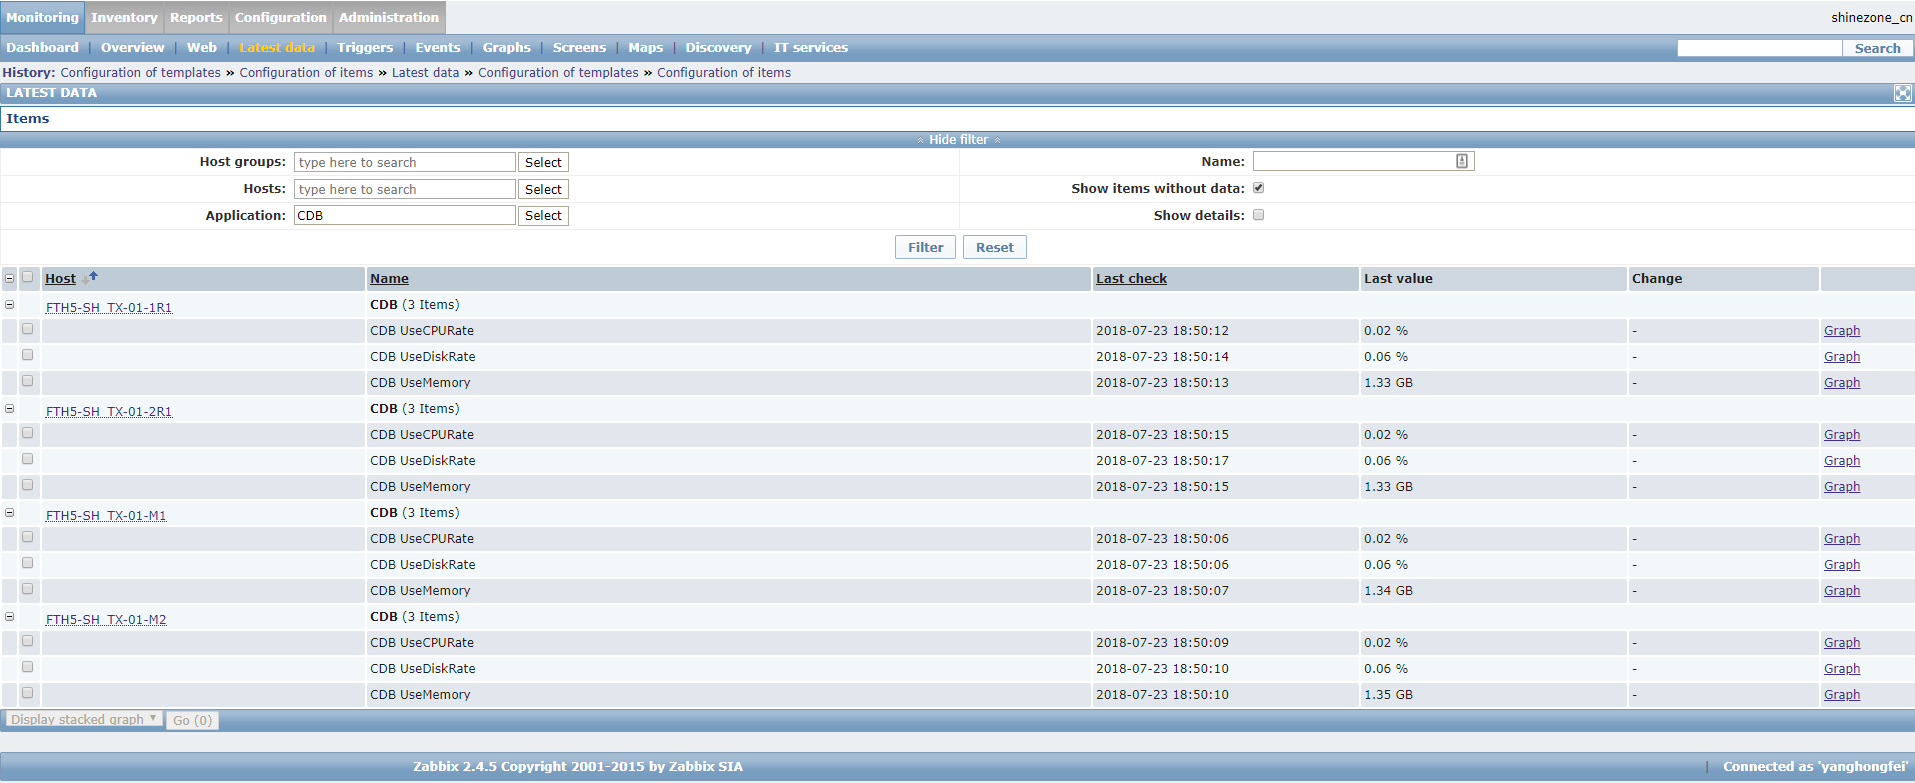 Monitoring Inventory Reports Configuration Administration shinezone_cn
Dashboard | Overview | Web | Latest data | Triggers | Events | Graphs | Screens | Maps | Discovery | IT services Search
History: Configuration of templates » Configuration of items » Latest data » Configuration of templates » Configuration of items
LATEST DATA
Items
Hide filter
Host groups: type here to search Select Name:
Hosts: type here to search Select Show items without data:
Application: CDB Select Show details:
Filter Reset
Host Name Last check Last value Change
FTH5-SH_TX-01-1R1 CDB (3 Items)
CDB UseCPURate 2018-07-23 18:50:12 0.02 % - Graph
CDB UseDiskRate 2018-07-23 18:50:14 0.06 % - Graph
CDB UseMemory 2018-07-23 18:50:13 1.33 GB - Graph
FTH5-SH_TX-01-2R1 CDB (3 Items)
CDB UseCPURate 2018-07-23 18:50:15 0.02 % - Graph
CDB UseDiskRate 2018-07-23 18:50:17 0.06 % - Graph
CDB UseMemory 2018-07-23 18:50:15 1.33 GB - Graph
FTH5-SH_TX-01-M1 CDB (3 Items)
CDB UseCPURate 2018-07-23 18:50:06 0.02 % - Graph
CDB UseDiskRate 2018-07-23 18:50:06 0.06 % - Graph
CDB UseMemory 2018-07-23 18:50:07 1.34 GB - Graph
FTH5-SH_TX-01-M2 CDB (3 Items)
CDB UseCPURate 2018-07-23 18:50:09 0.02 % - Graph
CDB UseDiskRate 2018-07-23 18:50:10 0.06 % - Graph
CDB UseMemory 2018-07-23 18:50:10 1.35 GB - Graph
Display stacked graph Go (0)
Zabbix 2.4.5 Copyright 2001-2015 by Zabbix SIA | Connected as 'yanghongfei'